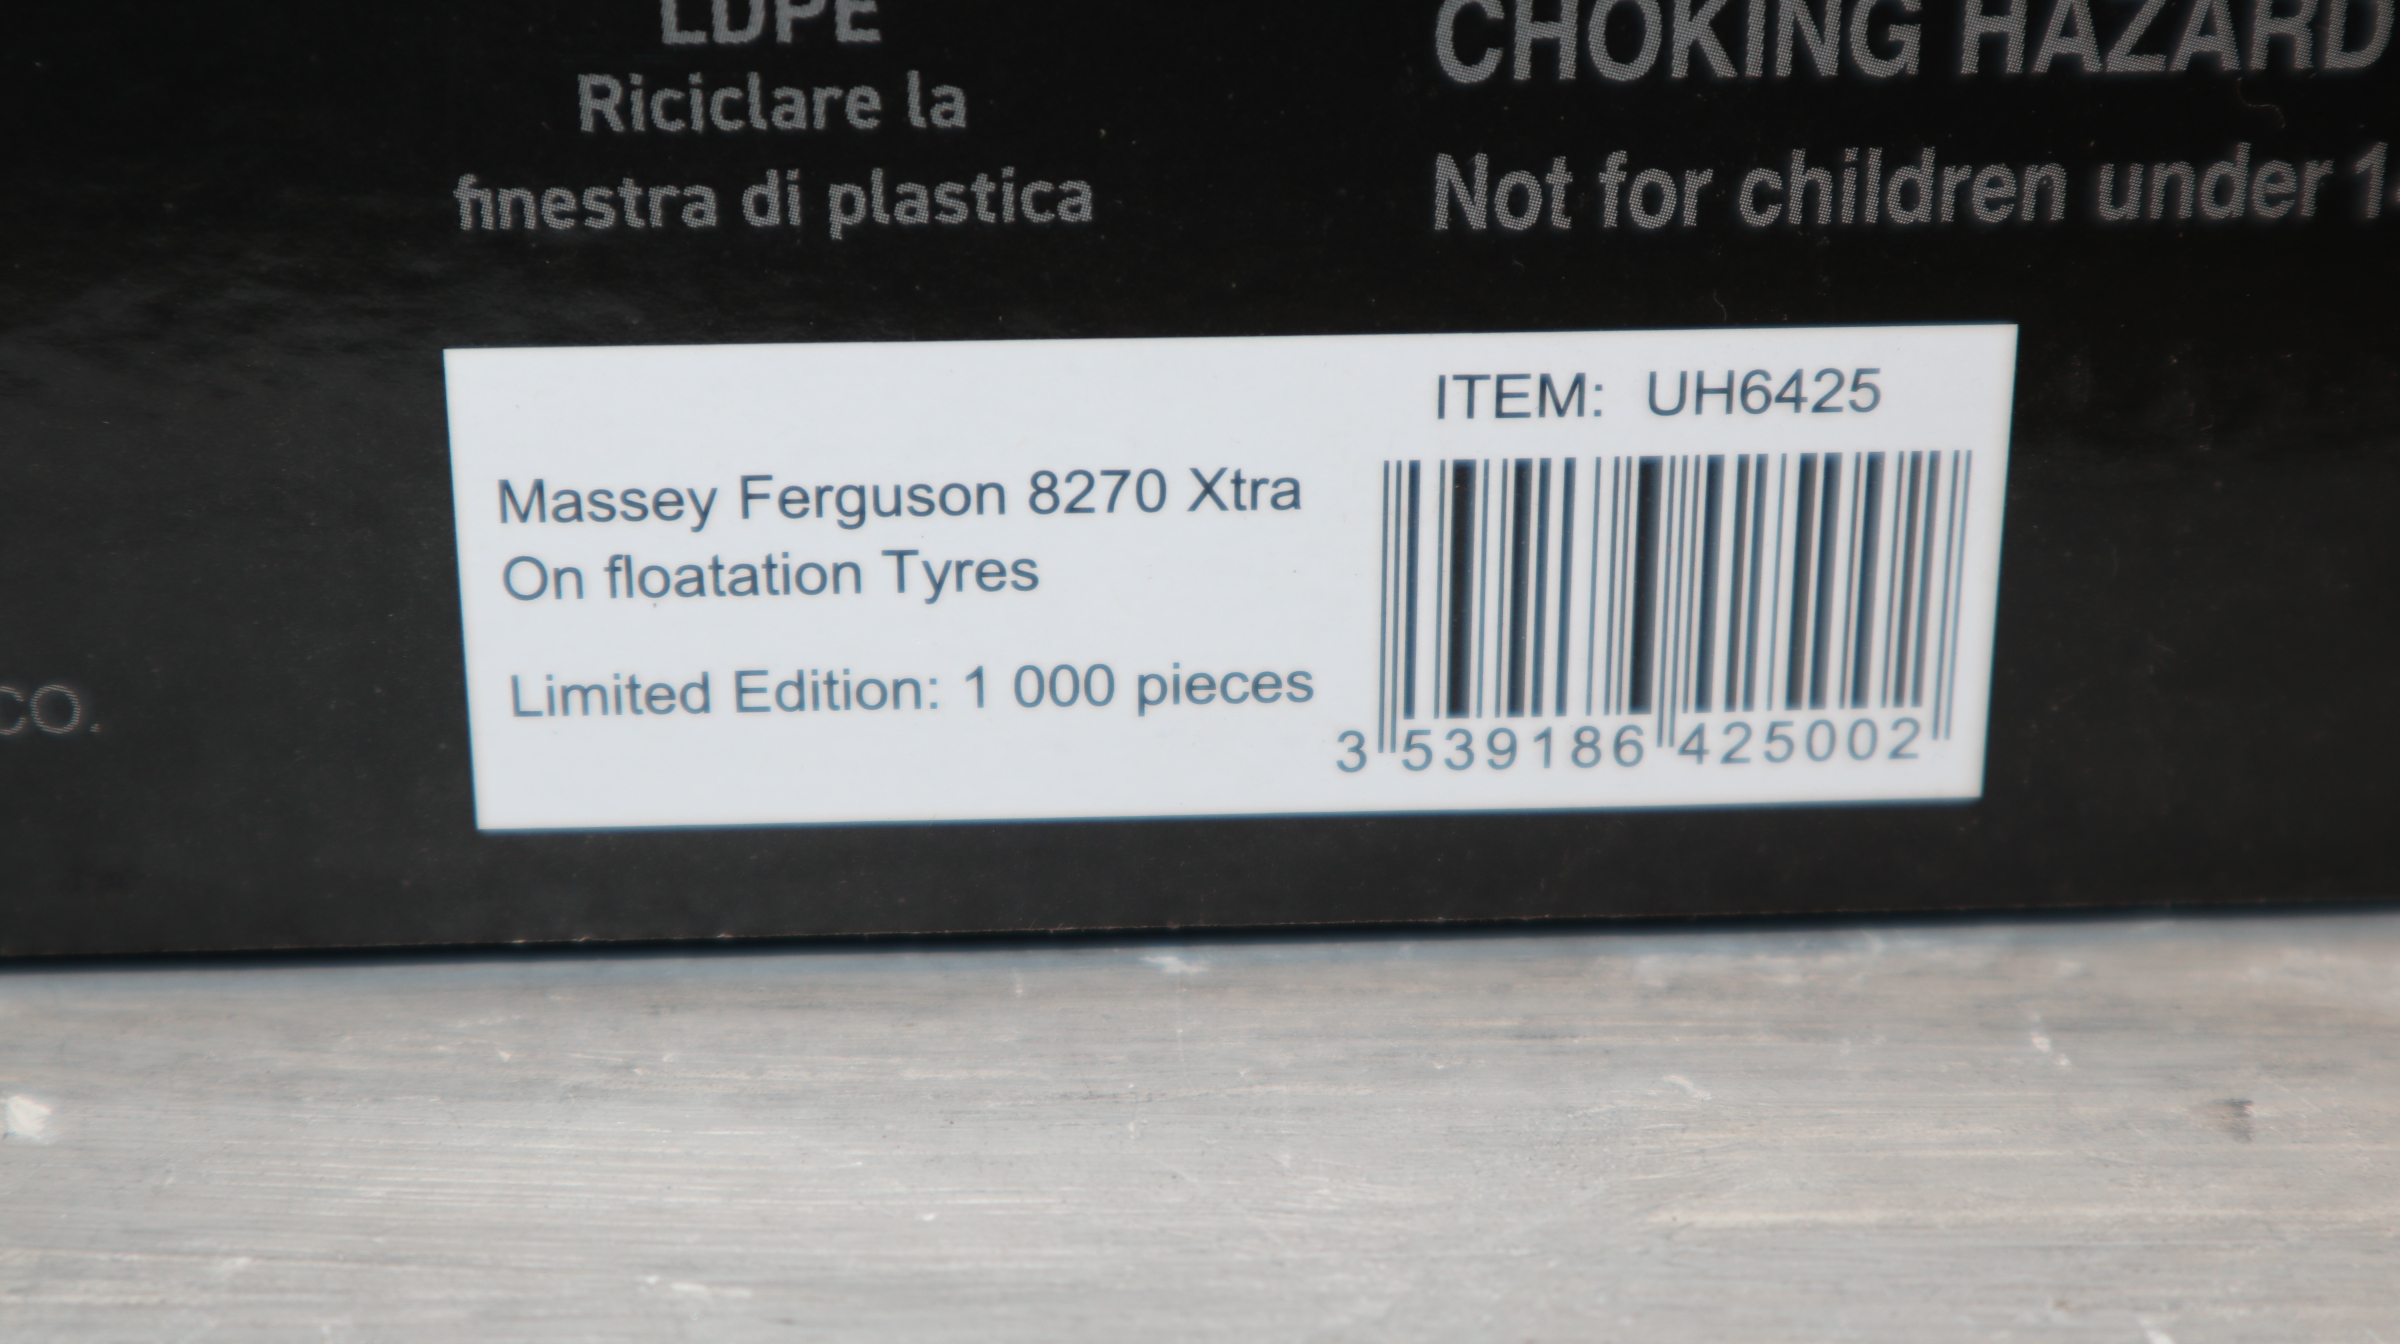 LDPE
Riciclare la
finestra di plastica
CHOKING HAZARD
Not for children under
CO.
ITEM: UH6425
Massey Ferguson 8270 Xtra
On floatation Tyres
Limited Edition: 1 000 pieces
3 539186 425002